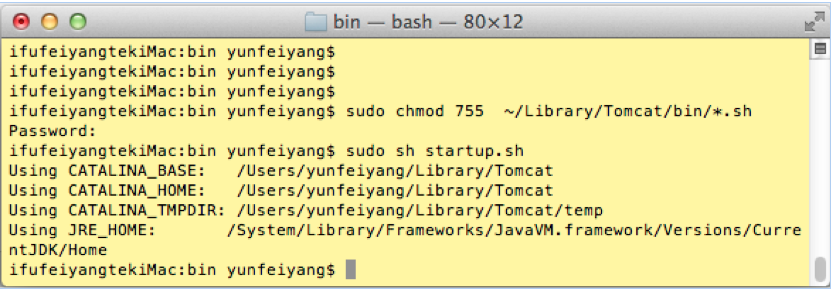 bin — bash — 80×12
ifufeiyangtekiMac:bin yunfeiyang$
ifufeiyangtekiMac:bin yunfeiyang$
ifufeiyangtekiMac:bin yunfeiyang$
ifufeiyangtekiMac:bin yunfeiyang$ sudo chmod 755  ~/Library/Tomcat/bin/*.sh
Password:
ifufeiyangtekiMac:bin yunfeiyang$ sudo sh startup.sh
Using CATALINA_BASE:   /Users/yunfeiyang/Library/Tomcat
Using CATALINA_HOME:   /Users/yunfeiyang/Library/Tomcat
Using CATALINA_TMPDIR: /Users/yunfeiyang/Library/Tomcat/temp
Using JRE_HOME:       /System/Library/Frameworks/JavaVM.framework/Versions/Curre
ntJDK/Home
ifufeiyangtekiMac:bin yunfeiyang$